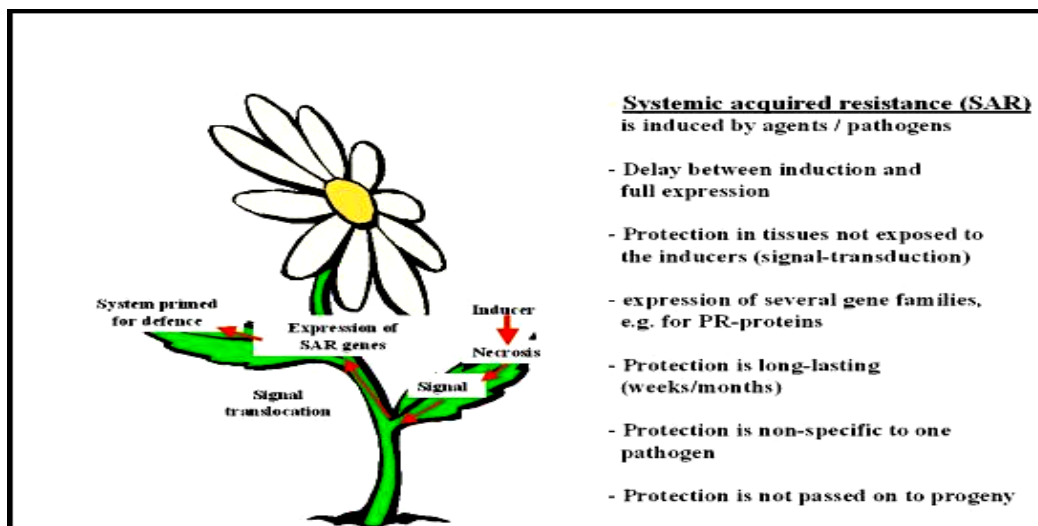 Systemic acquired resistance (SAR)
is induced by agents / pathogens
- Delay between induction and
full expression
- Protection in tissues not exposed to
the inducers (signal-transduction)
- expression of several gene families,
e.g. for PR-proteins
- Protection is long-lasting
(weeks/months)
- Protection is non-specific to one
pathogen
- Protection is not passed on to progeny
System primed
for defence
Expression of
SAR genes
Inducer
Necrosis
Signal
Signal
translocation